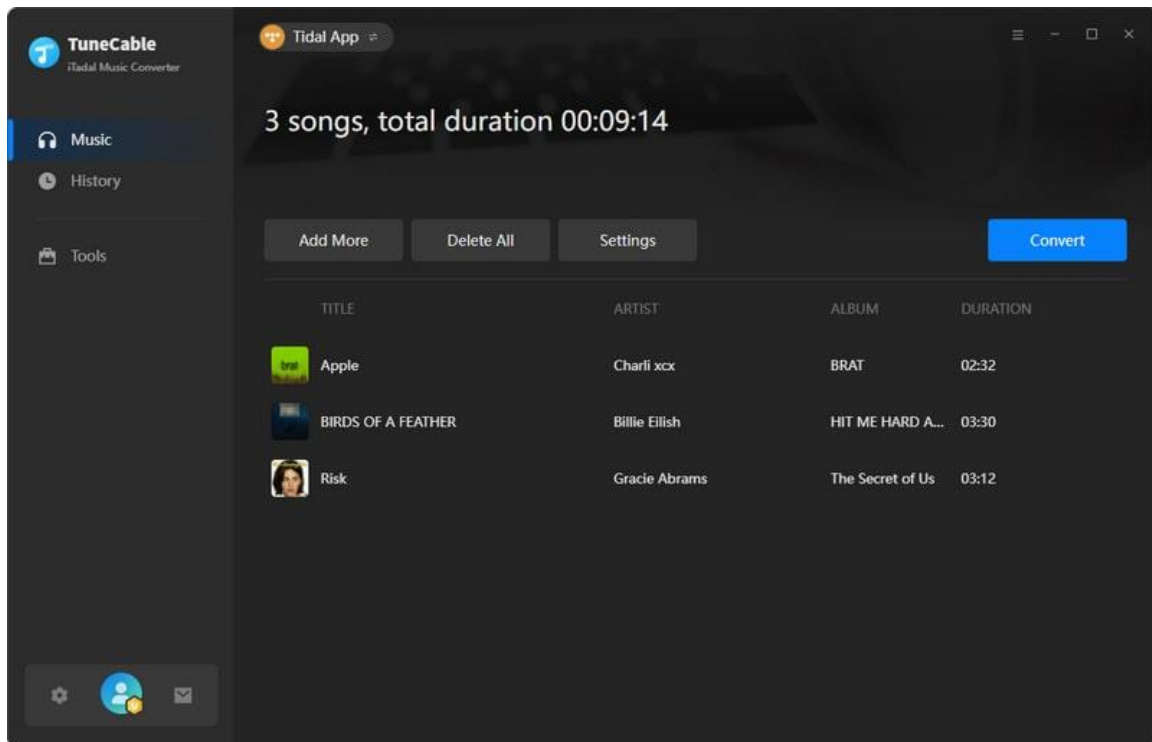 TuneCable
iTadal Music Converter
Music
History
Tools
Tidal App
3 songs, total duration 00:09:14
Add More Delete All Settings Convert
TITLE ARTIST ALBUM DURATION
brat Apple Charli xcx BRAT 02:32
BIRDS OF A FEATHER Billie Eilish HIT ME HARD A... 03:30
Risk Gracie Abrams The Secret of Us 03:12